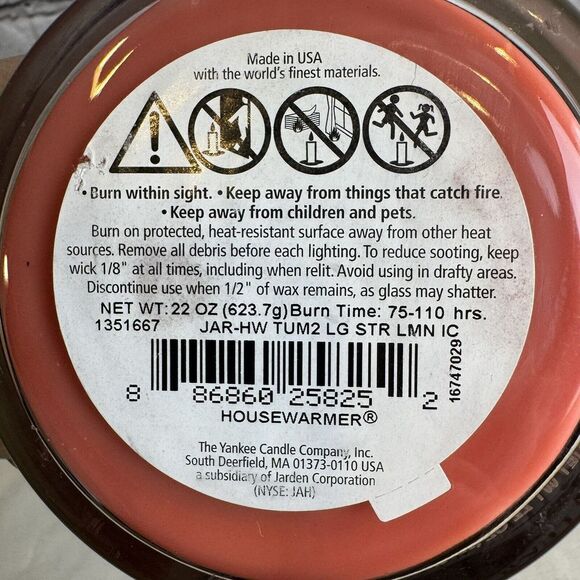 Made in USA
with the world's finest materials.
• Burn within sight. • Keep away from things that catch fire.
• Keep away from children and pets.
Burn on protected, heat-resistant surface away from other heat
sources. Remove all debris before each lighting. To reduce sooting, keep
wick 1/8" at all times, including when relit. Avoid using in drafty areas.
Discontinue use when 1/2" of wax remains, as glass may shatter.
NET WT: 22 OZ (623.7g) Burn Time: 75-110 hrs.
1351667 JAR-HW TUM2 LG STR LMN IC
8 86860 25825 2
16747029
HOUSEWARMER®
The Yankee Candle Company, Inc.
South Deerfield, MA 01373-0110 USA
a subsidiary of Jarden Corporation
(NYSE: JAH)